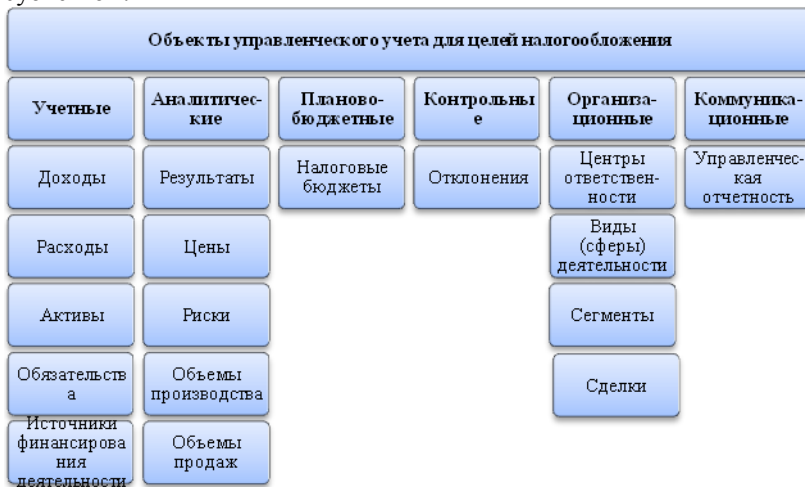 Объекты управленческого учета для целей налогообложения
Учетные
Аналитичес-
кие
Планово-
бюджетные
Контрольны
е
Организа-
ционные
Коммуника-
ционные
Доходы
Результаты
Налоговые
бюджеты
Отклонения
Центры
ответствен-
ности
Управленчес-
кая
отчетность
Расходы
Цены
Виды
(сферы)
деятельности
Активы
Риски
Сегменты
Обязательств
а
Объемы
производства
Сделки
Источники
финансирова
ния
деятельности
Объемы
продаж